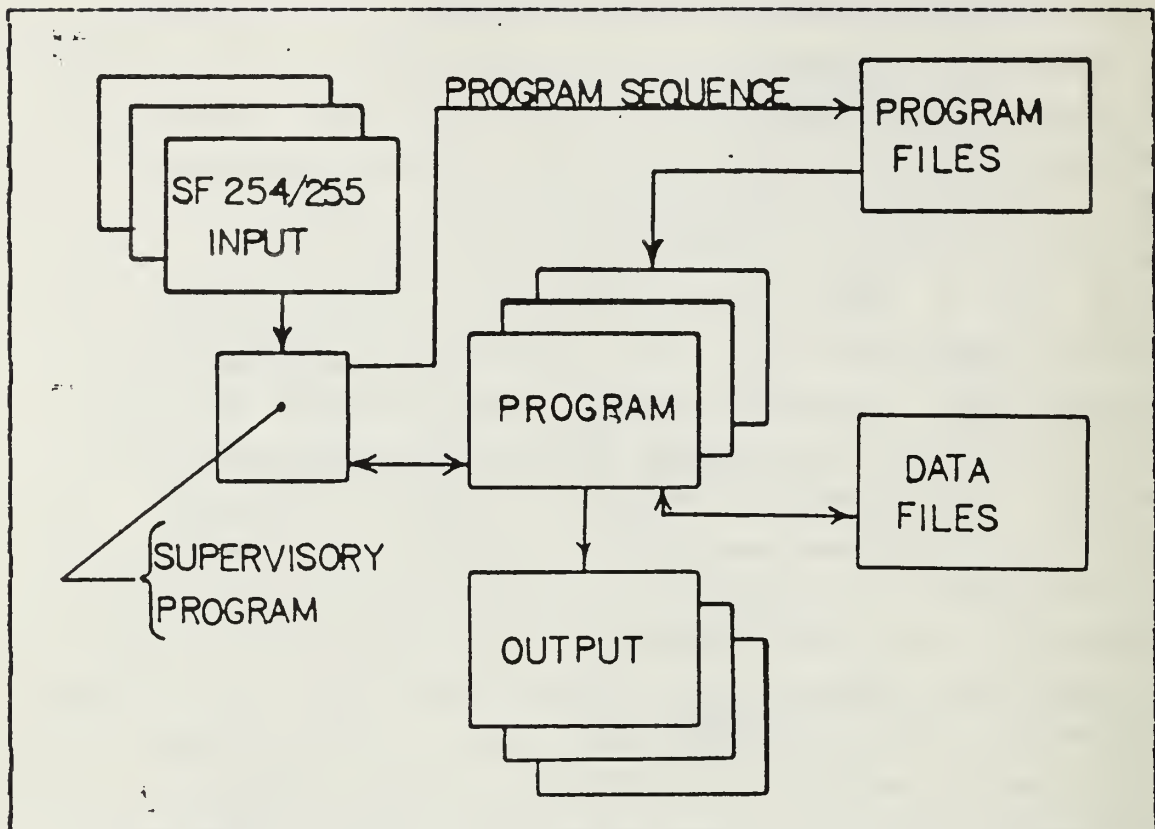 PROGRAM SEQUENCE
PROGRAM
FILES
SF 254/255
INPUT
PROGRAM
DATA
FILES
SUPERVISORY
PROGRAM
OUTPUT